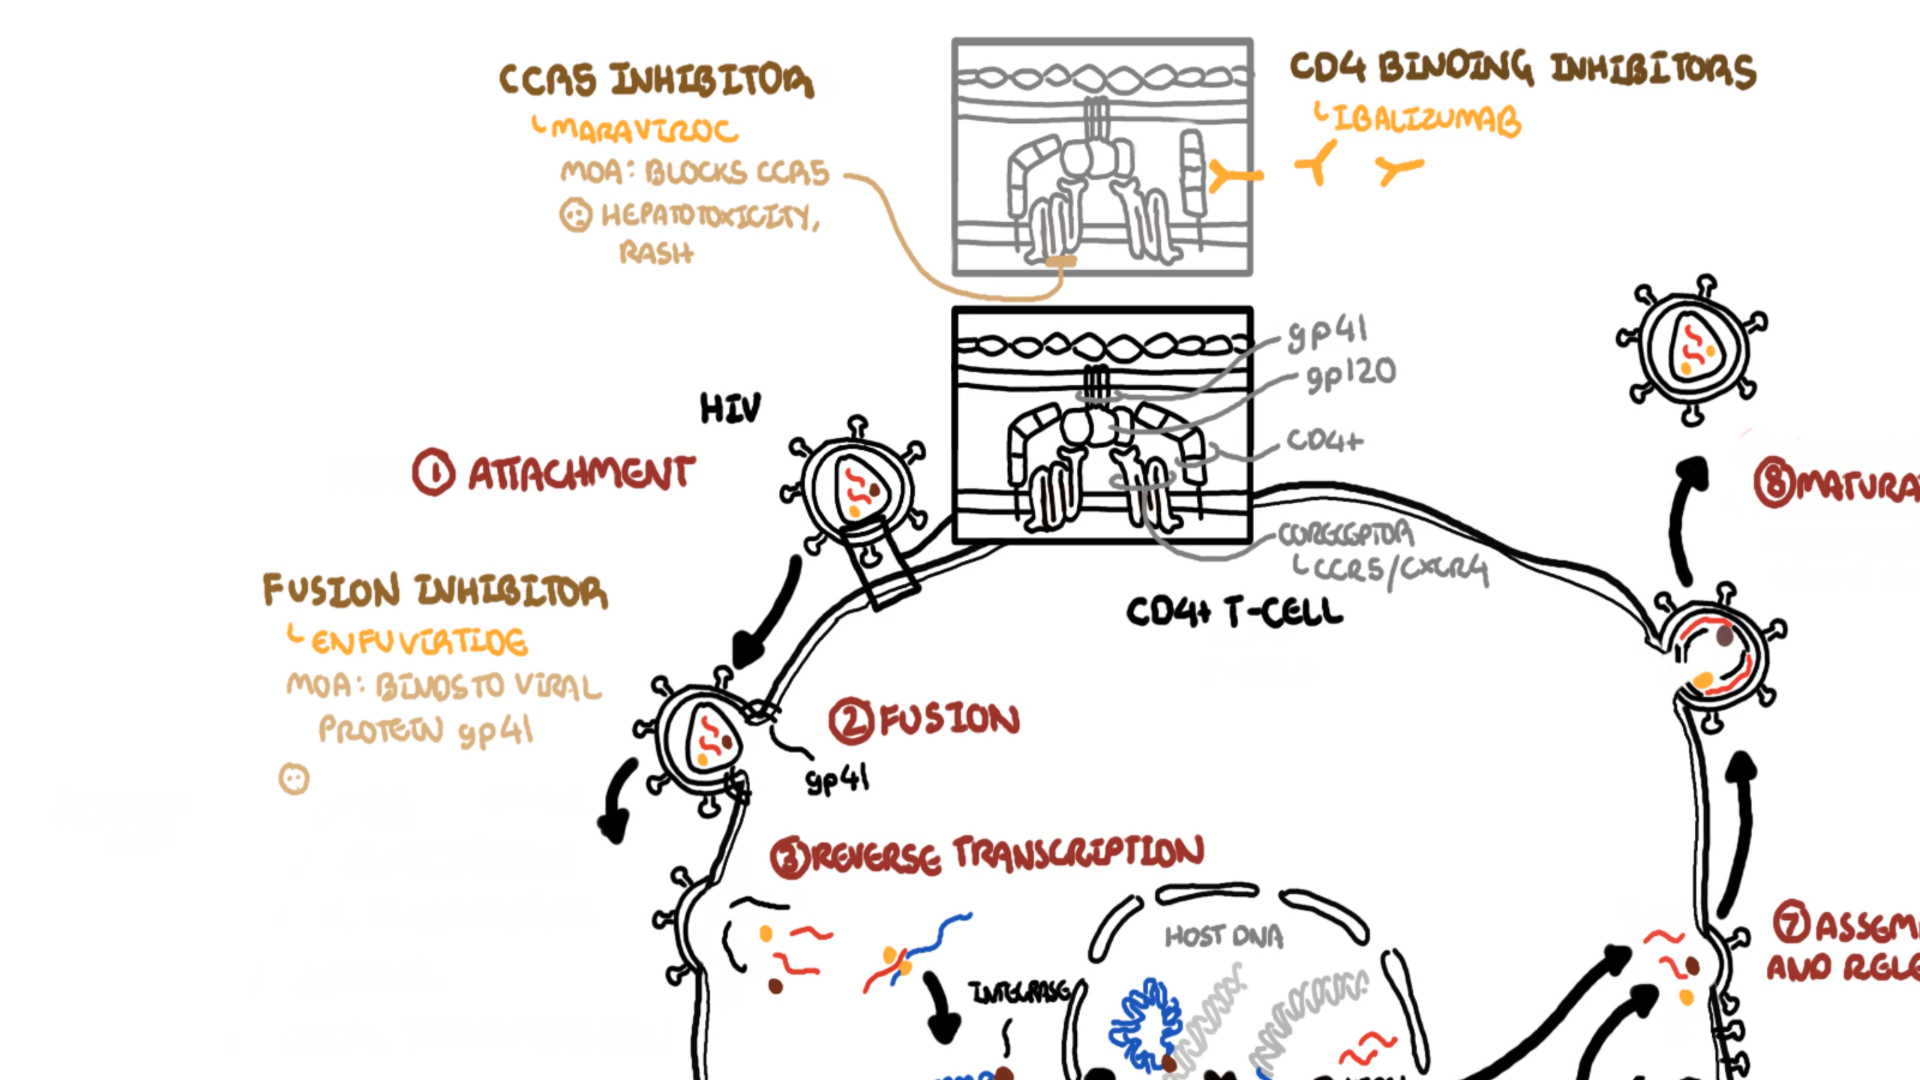 CCR5 INHIBITOR
MARAVIROC
MOA: BLOCKS CCR5
HEPATOTOXICITY,
RASH
CD4 BINDING INHIBITORS
IBALIZUMAB
gp41
gp120
CD4+
CORECEPTOR
CCR5/CXCR4
HIV
① ATTACHMENT
CD4+ T-CELL
FUSION INHIBITOR
ENFUVIRTIDE
MOA: BINDS TO VIRAL
PROTEIN gp41
② FUSION
gp41
③ REVERSE TRANSCRIPTION
HOST DNA
INTEGRASE
⑧ MATURA
⑦ ASSEM
AND RELE